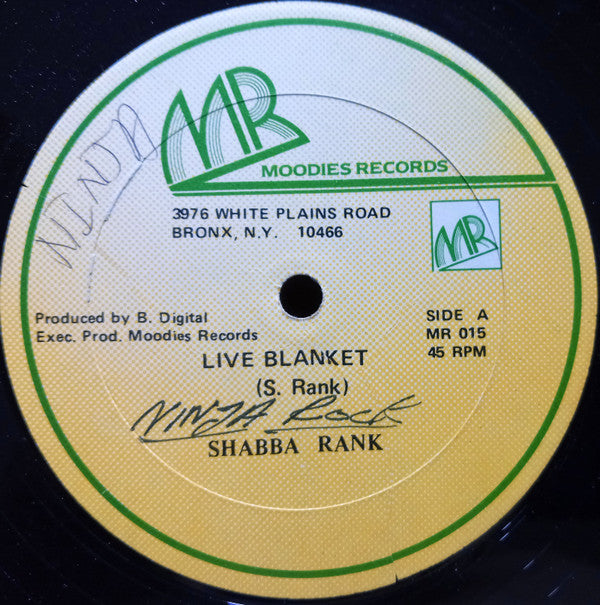 MR
MOODIES RECORDS
NINJA
3976 WHITE PLAINS ROAD
BRONX, N.Y. 10466
MR
Produced by B. Digital
Exec. Prod. Moodies Records
SIDE A
MR 015
45 RPM
LIVE BLANKET
(S. Rank)
NINJA ROCK
SHABBA RANK